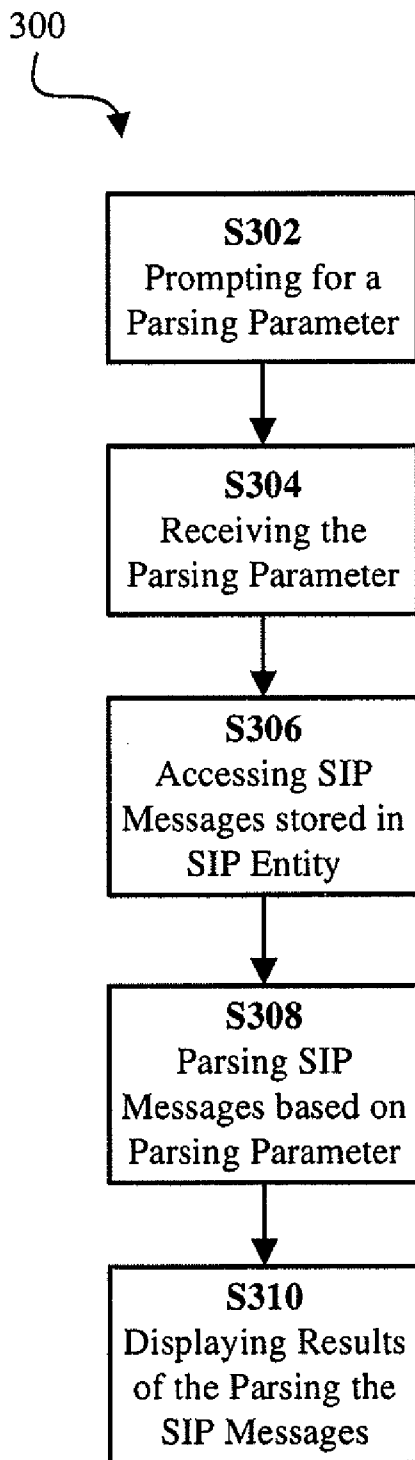 300
S302
Prompting for a
Parsing Parameter
S304
Receiving the
Parsing Parameter
S306
Accessing SIP
Messages stored in
SIP Entity
S308
Parsing SIP
Messages based on
Parsing Parameter
S310
Displaying Results
of the Parsing the
SIP Messages